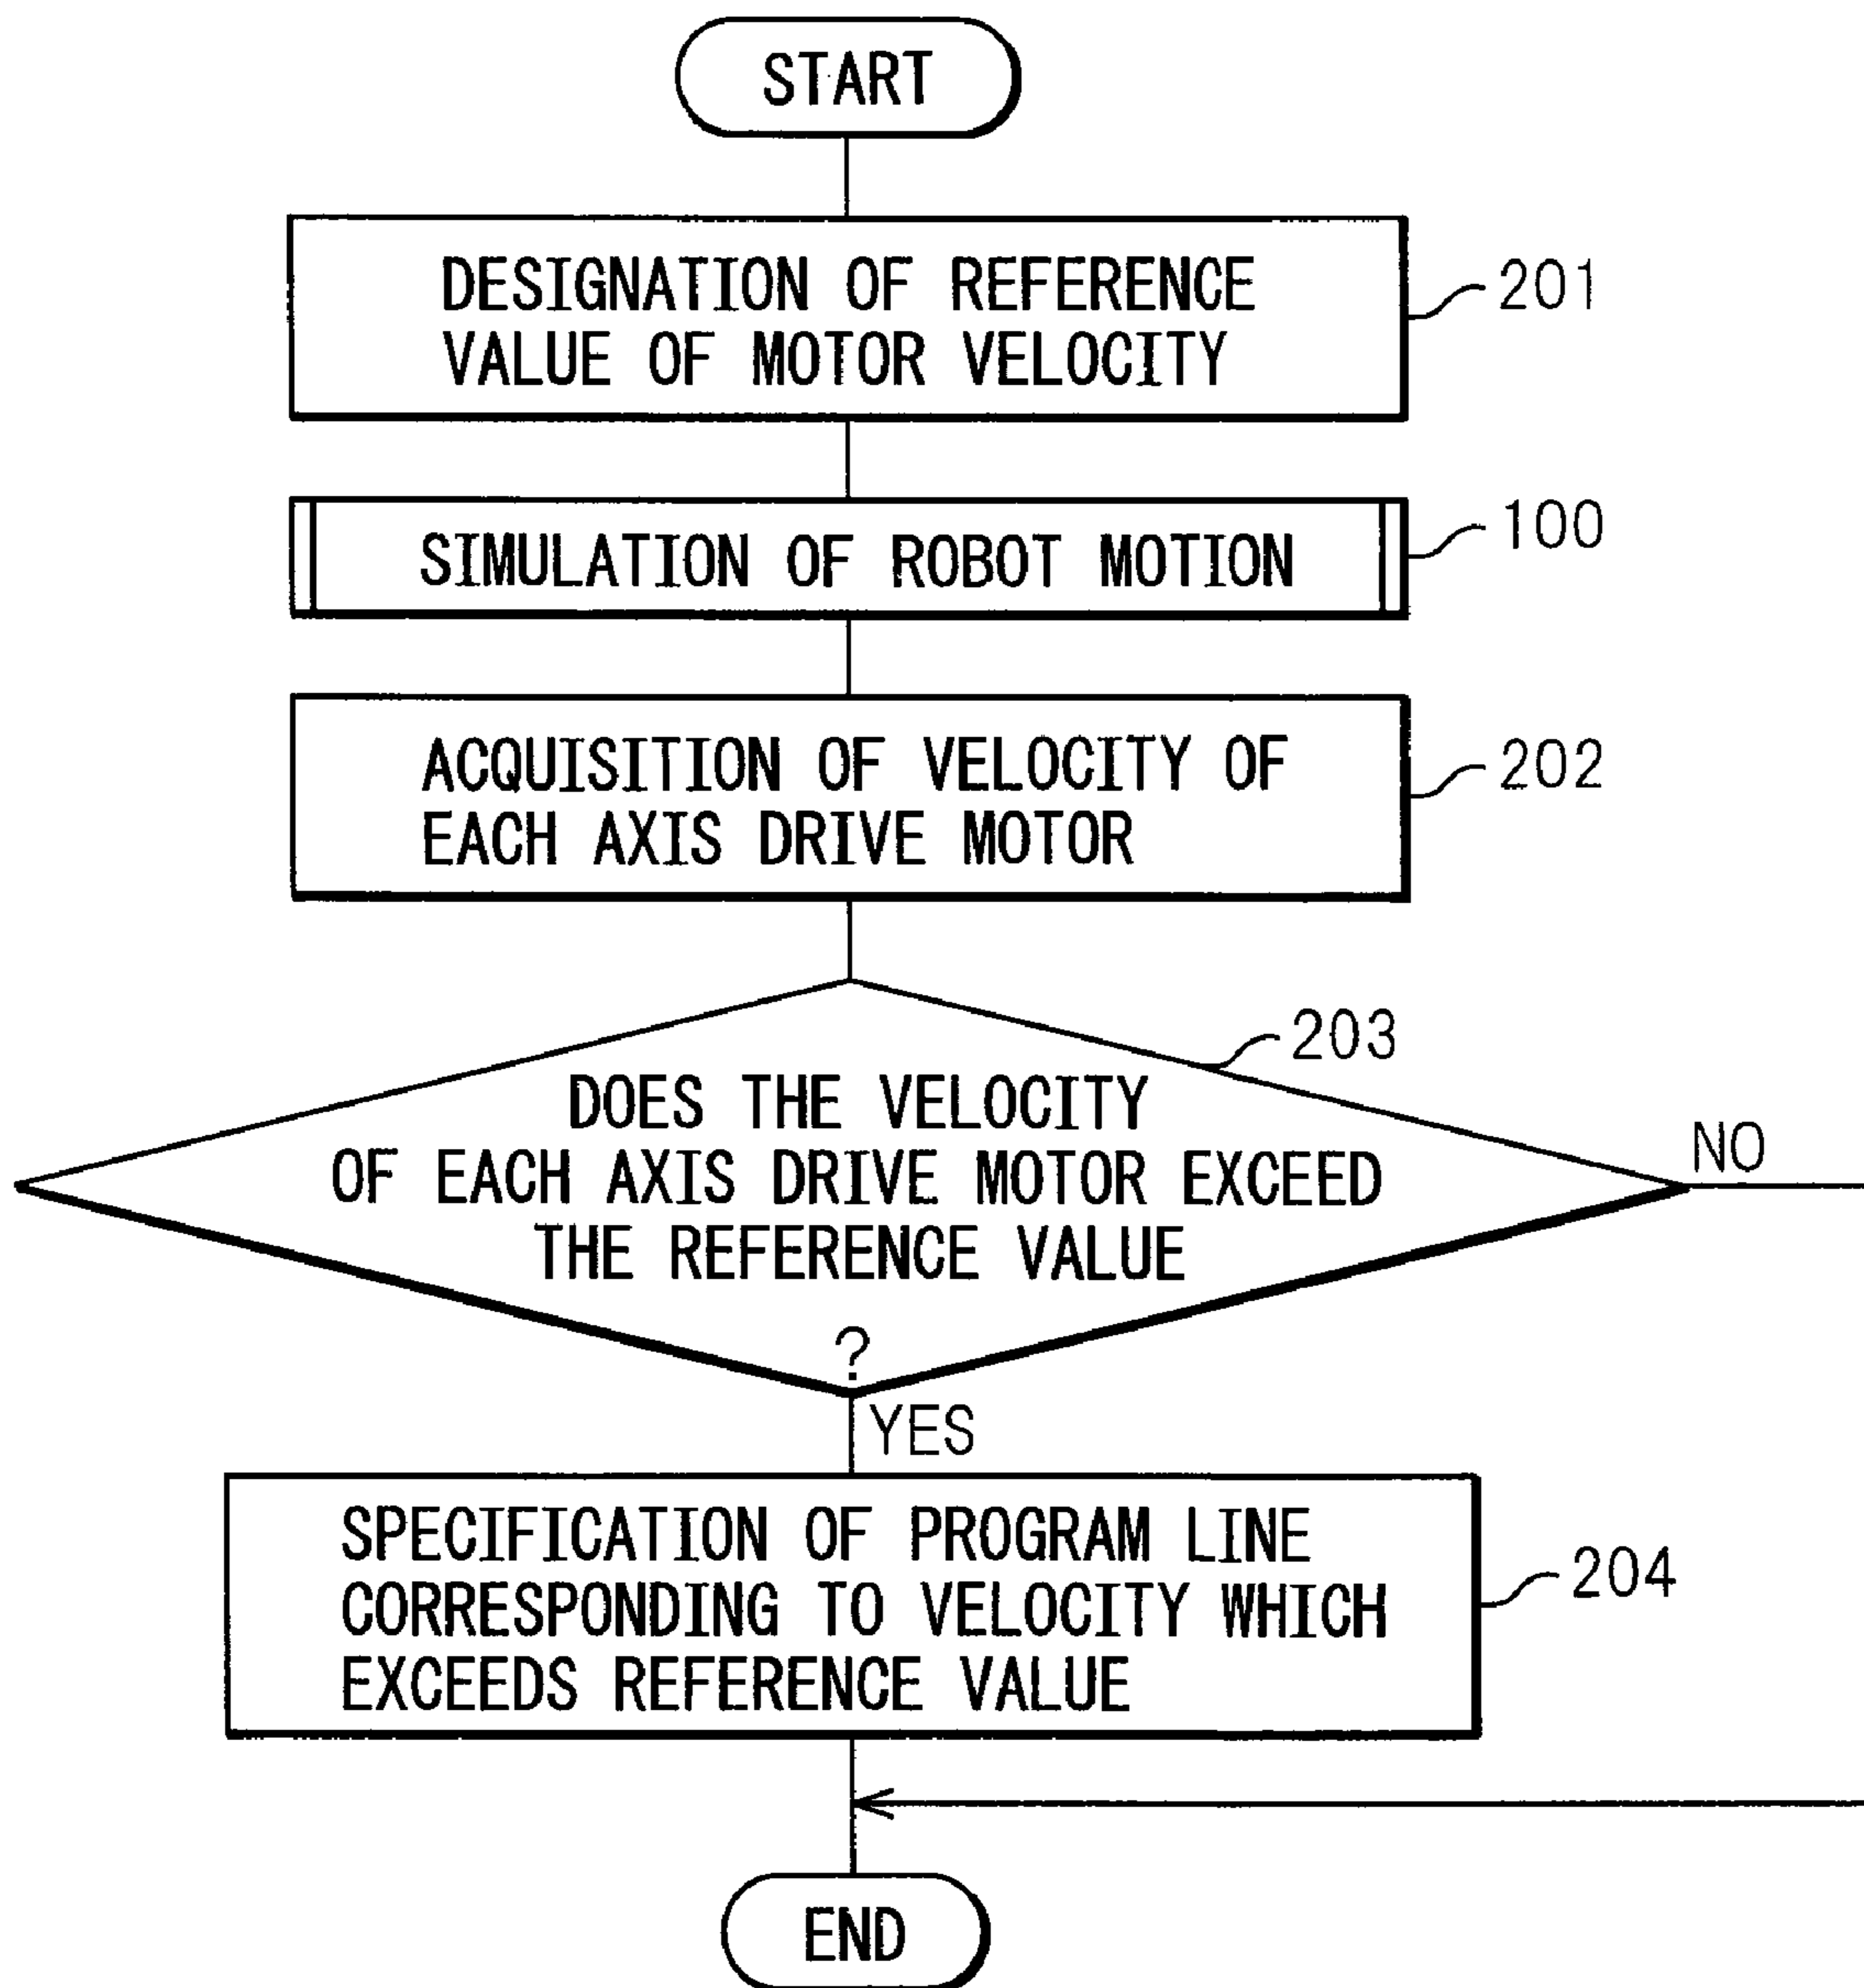 START
DESIGNATION OF REFERENCE
VALUE OF MOTOR VELOCITY
201
SIMULATION OF ROBOT MOTION
100
ACQUISITION OF VELOCITY OF
EACH AXIS DRIVE MOTOR
202
203
DOES THE VELOCITY
OF EACH AXIS DRIVE MOTOR EXCEED
THE REFERENCE VALUE
?
NO
YES
SPECIFICATION OF PROGRAM LINE
CORRESPONDING TO VELOCITY WHICH
EXCEEDS REFERENCE VALUE
204
END